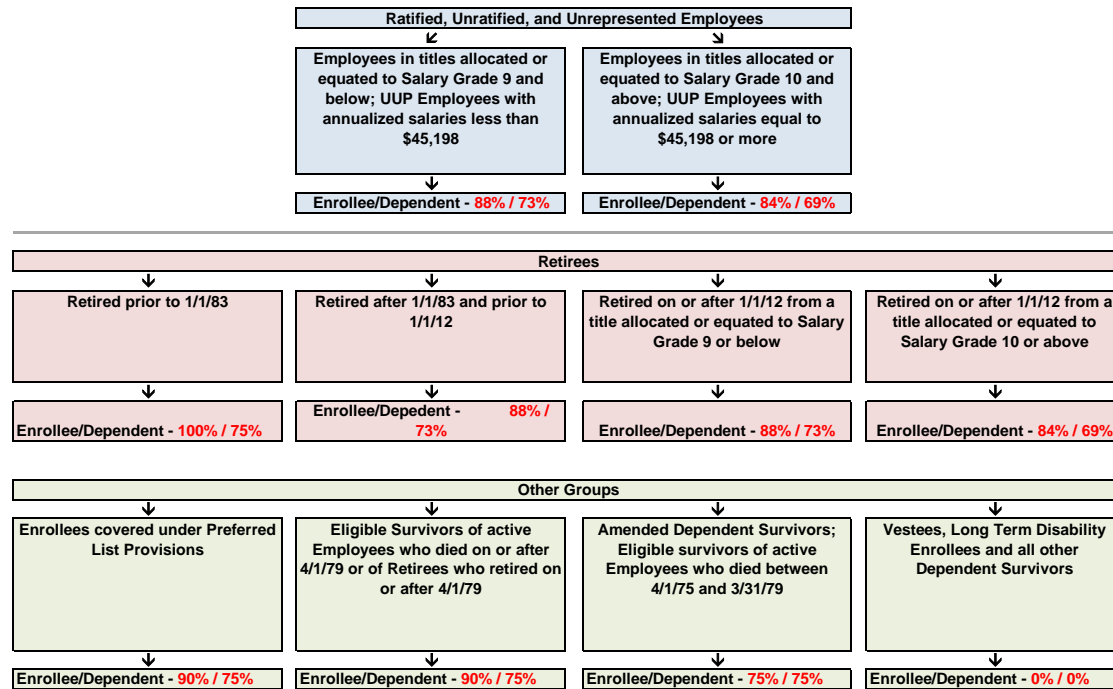 Ratified, Unratified, and Unrepresented Employees
Employees in titles allocated or
equated to Salary Grade 9 and
below; UUP Employees with
annualized salaries less than
$45,198
Employees in titles allocated or
equated to Salary Grade 10 and
above; UUP Employees with
annualized salaries equal to
$45,198 or more
Enrollee/Dependent - 88% / 73%
Enrollee/Dependent - 84% / 69%
Retirees
Retired prior to 1/1/83
Retired after 1/1/83 and prior to
1/1/12
Retired on or after 1/1/12 from a
title allocated or equated to Salary
Grade 9 or below
Retired on or after 1/1/12 from a
title allocated or equated to
Salary Grade 10 or above
Enrollee/Dependent - 100% / 75%
Enrollee/Depedent - 88% /
73%
Enrollee/Dependent - 88% / 73%
Enrollee/Dependent - 84% / 69%
Other Groups
Enrollees covered under Preferred
List Provisions
Eligible Survivors of active
Employees who died on or after
4/1/79 or of Retirees who retired on
or after 4/1/79
Amended Dependent Survivors;
Eligible survivors of active
Employees who died between
4/1/75 and 3/31/79
Vestees, Long Term Disability
Enrollees and all other
Dependent Survivors
Enrollee/Dependent - 90% / 75%
Enrollee/Dependent - 90% / 75%
Enrollee/Dependent - 75% / 75%
Enrollee/Dependent - 0% / 0%